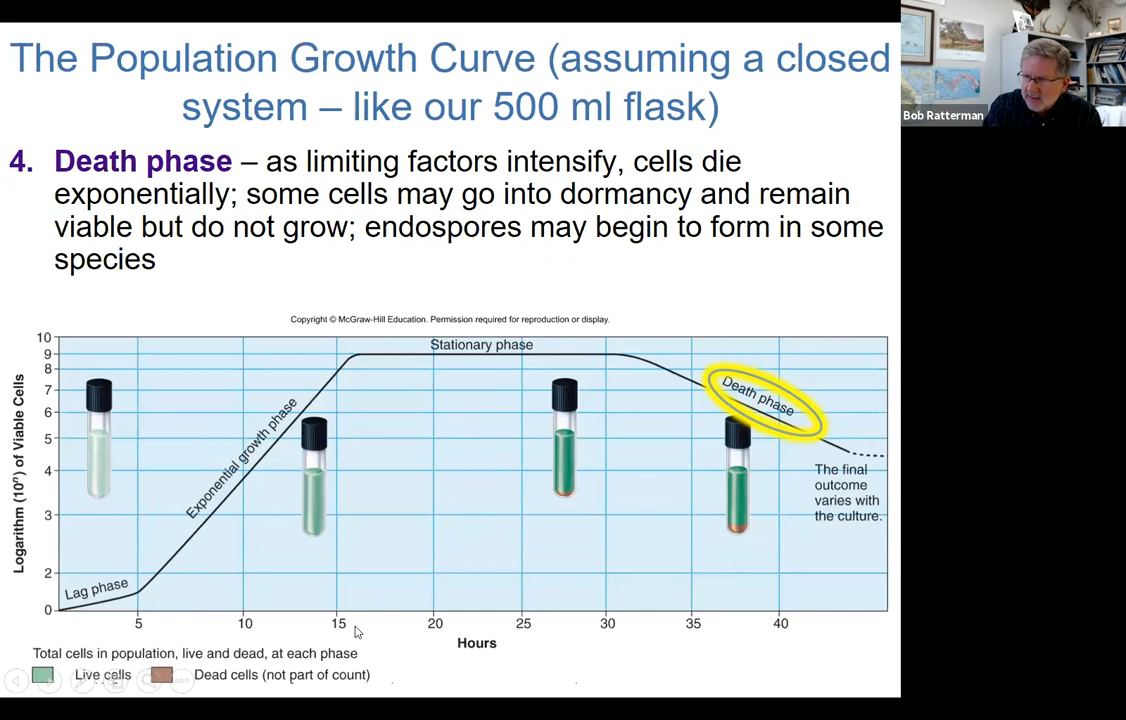 The Population Growth Curve (assuming a closed
system – like our 500 ml flask)
Bob Ratterman
4. Death phase – as limiting factors intensify, cells die
exponentially; some cells may go into dormancy and remain
viable but do not grow; endospores may begin to form in some
species
Copyright © McGraw-Hill Education. Permission required for reproduction or display.
Logarithm (10ⁿ) of Viable Cells
10
9
8
7
6
5
4
3
2
0
Lag phase
Exponential growth phase
Stationary phase
Death phase
The final
outcome
varies with
the culture.
5 10 15 20 25 30 35 40
Hours
Total cells in population, live and dead, at each phase
Live cells Dead cells (not part of count)